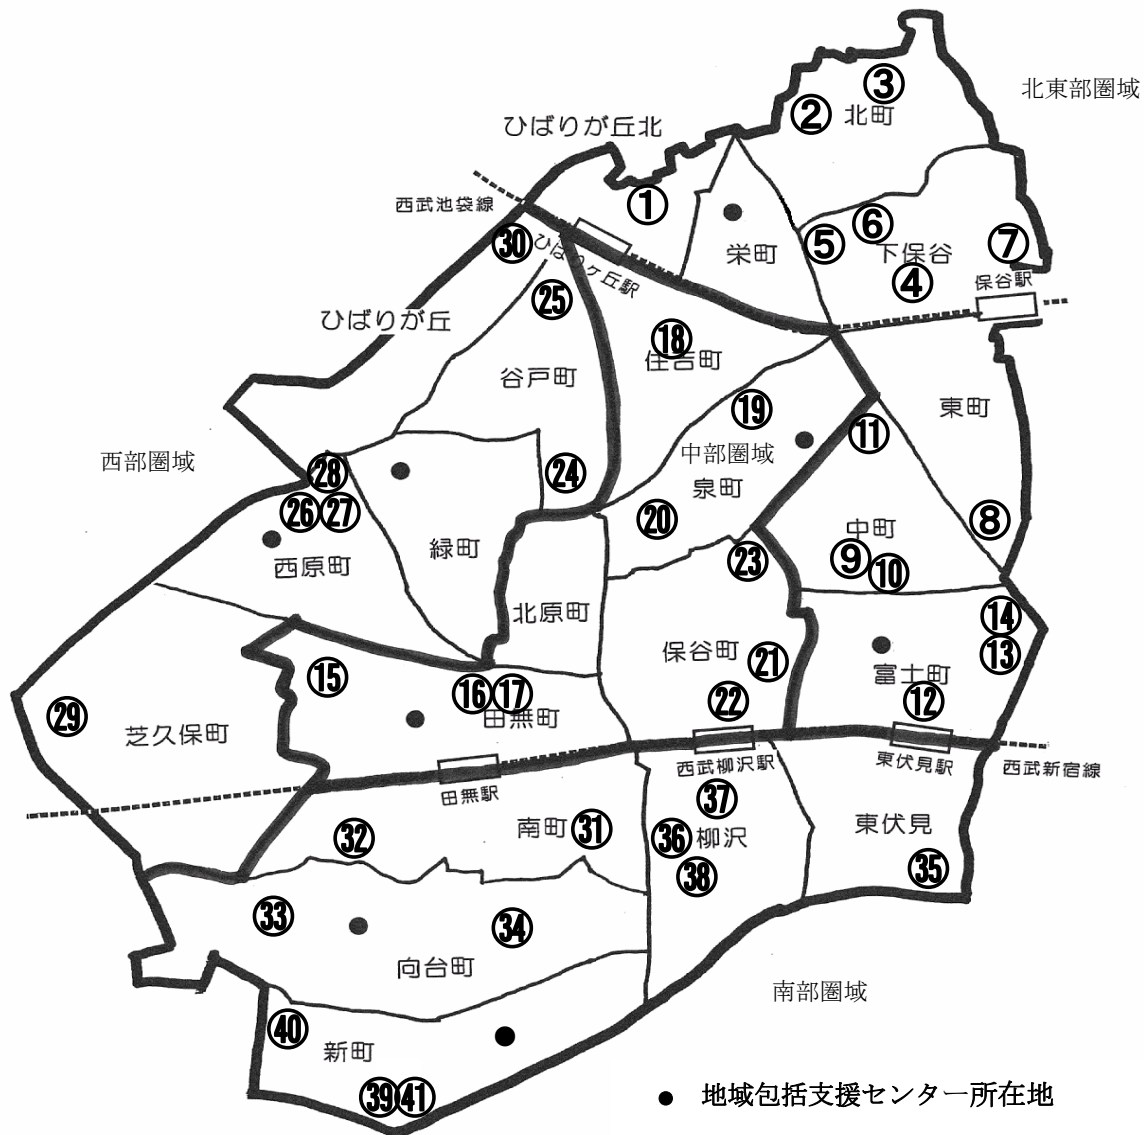 ③
北東部圏域
②
北町
ひばりが丘北
①
西武池袋線
⑥
⑤
⑦
㉚
栄町
下保谷
ひばりヶ丘駅
④
保谷駅
㉕
ひばりが丘
⑱
住吉町
谷戸町
⑲
東町
⑪
中部圏域
西部圏域
㉘
㉔
泉町
㉖㉗
⑳
⑧
中町
緑町
㉓
⑨
⑩
西原町
北原町
⑭
保谷町
㉑
⑬
富士町
⑮
⑯⑰
㉒
⑫
㉙
田無町
芝久保町
西武柳沢駅
東伏見駅
西武新宿線
田無駅
㊲
南町
㉛
㉜
㊱
柳沢
東伏見
㊳
㉟
㉝
㉞
向台町
南部圏域
㊵
新町
㊴㊶
● 地域包括支援センター所在地